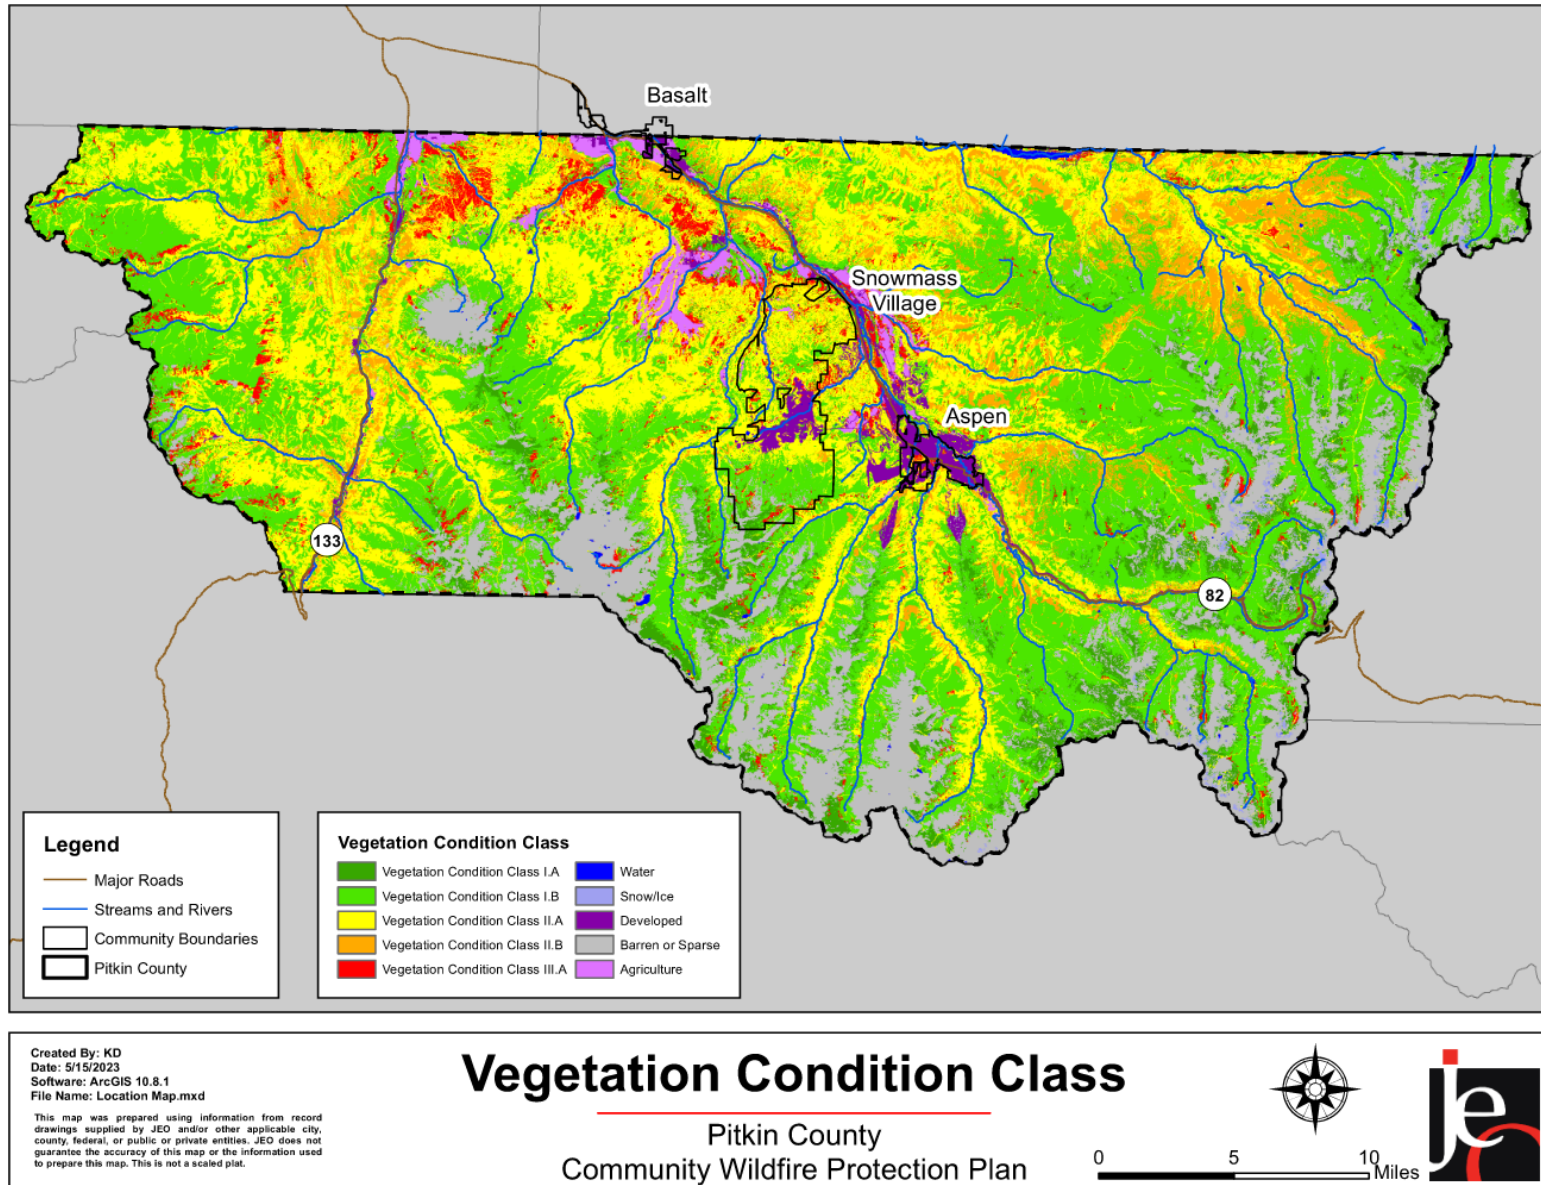 Basalt
Snowmass
Village
Aspen
133
82
Legend
Major Roads
Streams and Rivers
Community Boundaries
Pitkin County
Vegetation Condition Class
Vegetation Condition Class I.A
Vegetation Condition Class I.B
Vegetation Condition Class II.A
Vegetation Condition Class II.B
Vegetation Condition Class III.A
Water
Snow/Ice
Developed
Barren or Sparse
Agriculture
Created By: KD
Date: 5/15/2023
Software: ArcGIS 10.8.1
File Name: Location Map.mxd
This map was prepared using information from record
drawings supplied by JEO and/or other applicable city,
county, federal, or public or private entities. JEO does not
guarantee the accuracy of this map or the information used
to prepare this map. This is not a scaled plat.
Vegetation Condition Class
Pitkin County
Community Wildfire Protection Plan
0 5 10 Miles
jeo